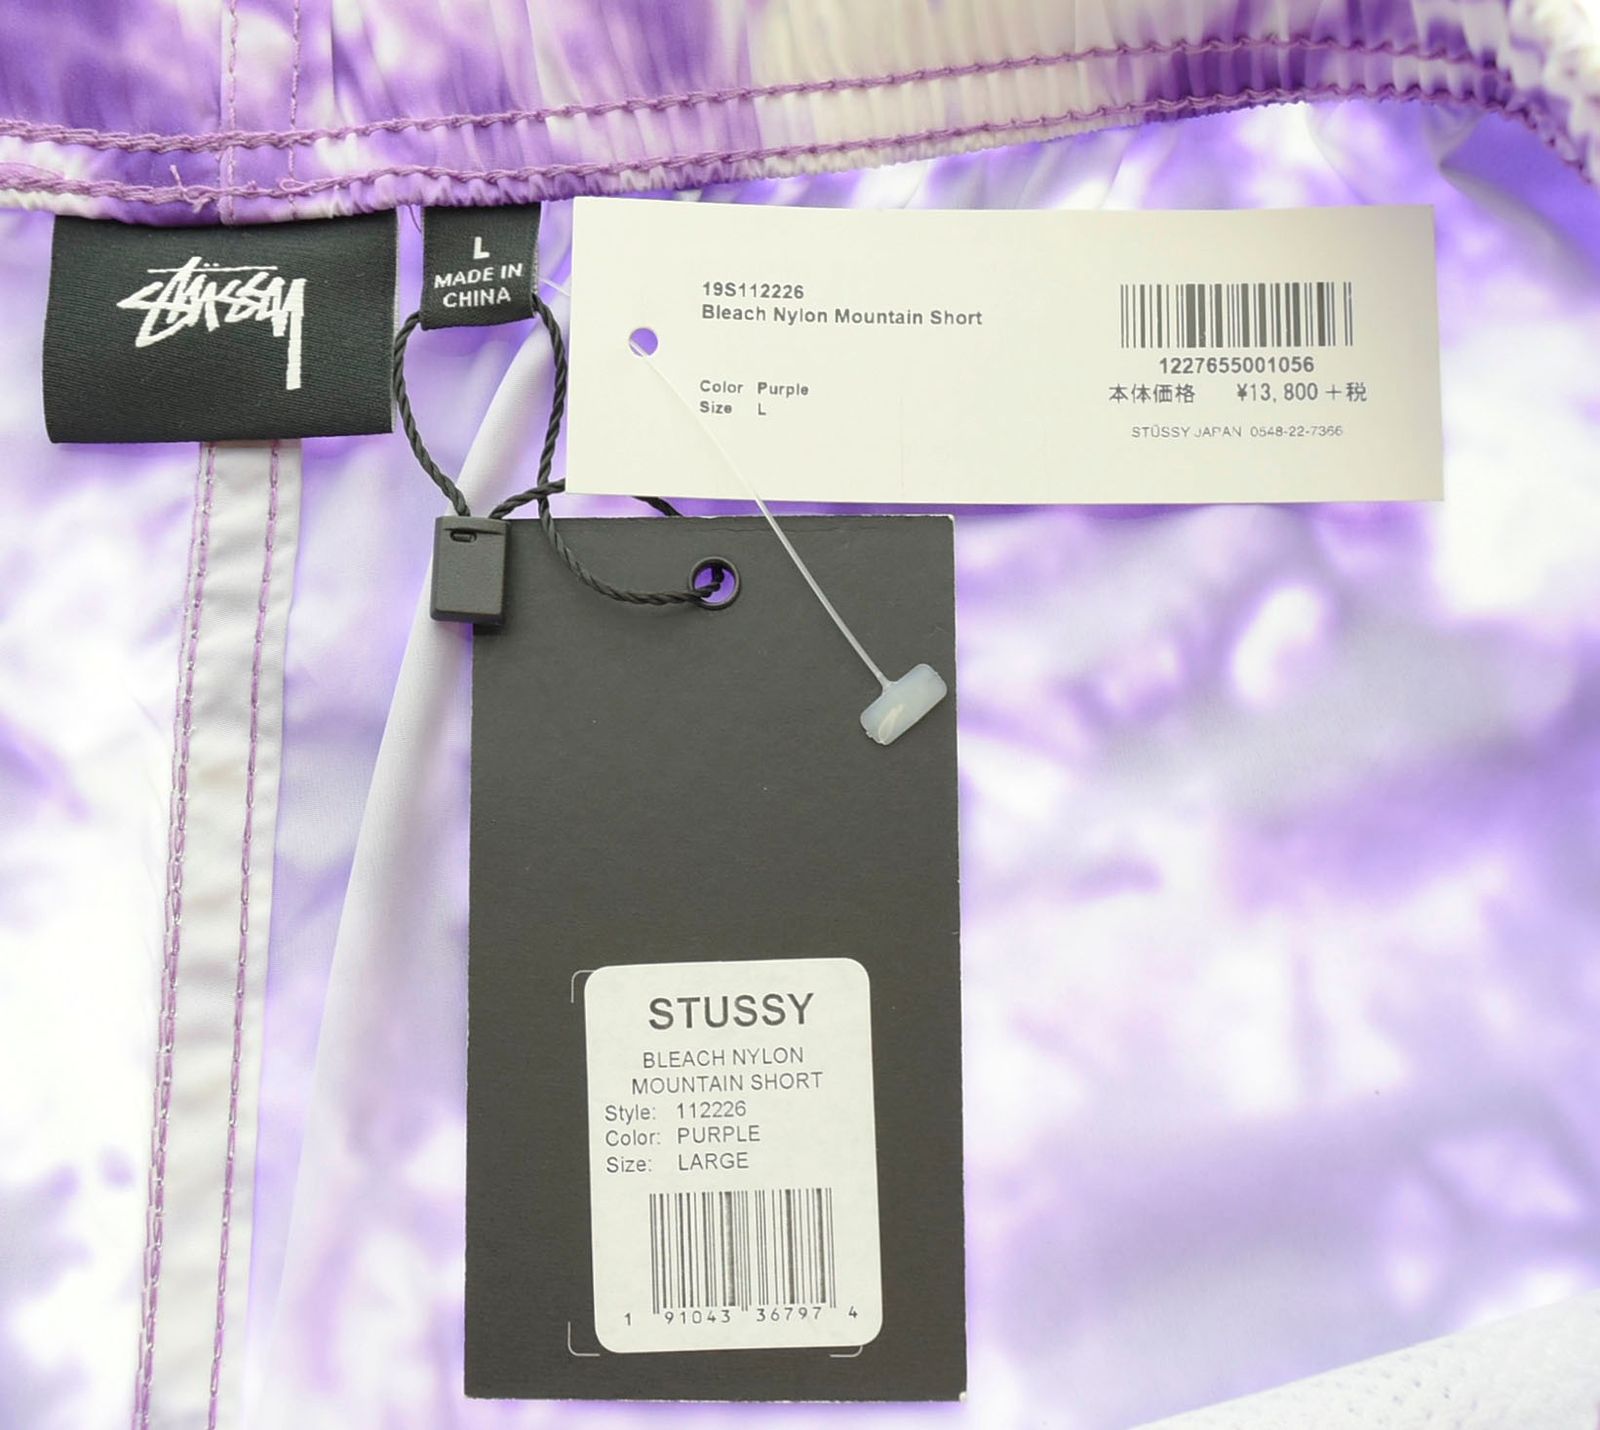 Stüssy
L
MADE IN
CHINA
19S112226
Bleach Nylon Mountain Short
Color Purple
Size L
1227655001056
本体価格 ¥13,800+税
STÜSSY JAPAN 0548-22-7366
STUSSY
BLEACH NYLON
MOUNTAIN SHORT
Style: 112226
Color: PURPLE
Size: LARGE
1 91043 36797 4